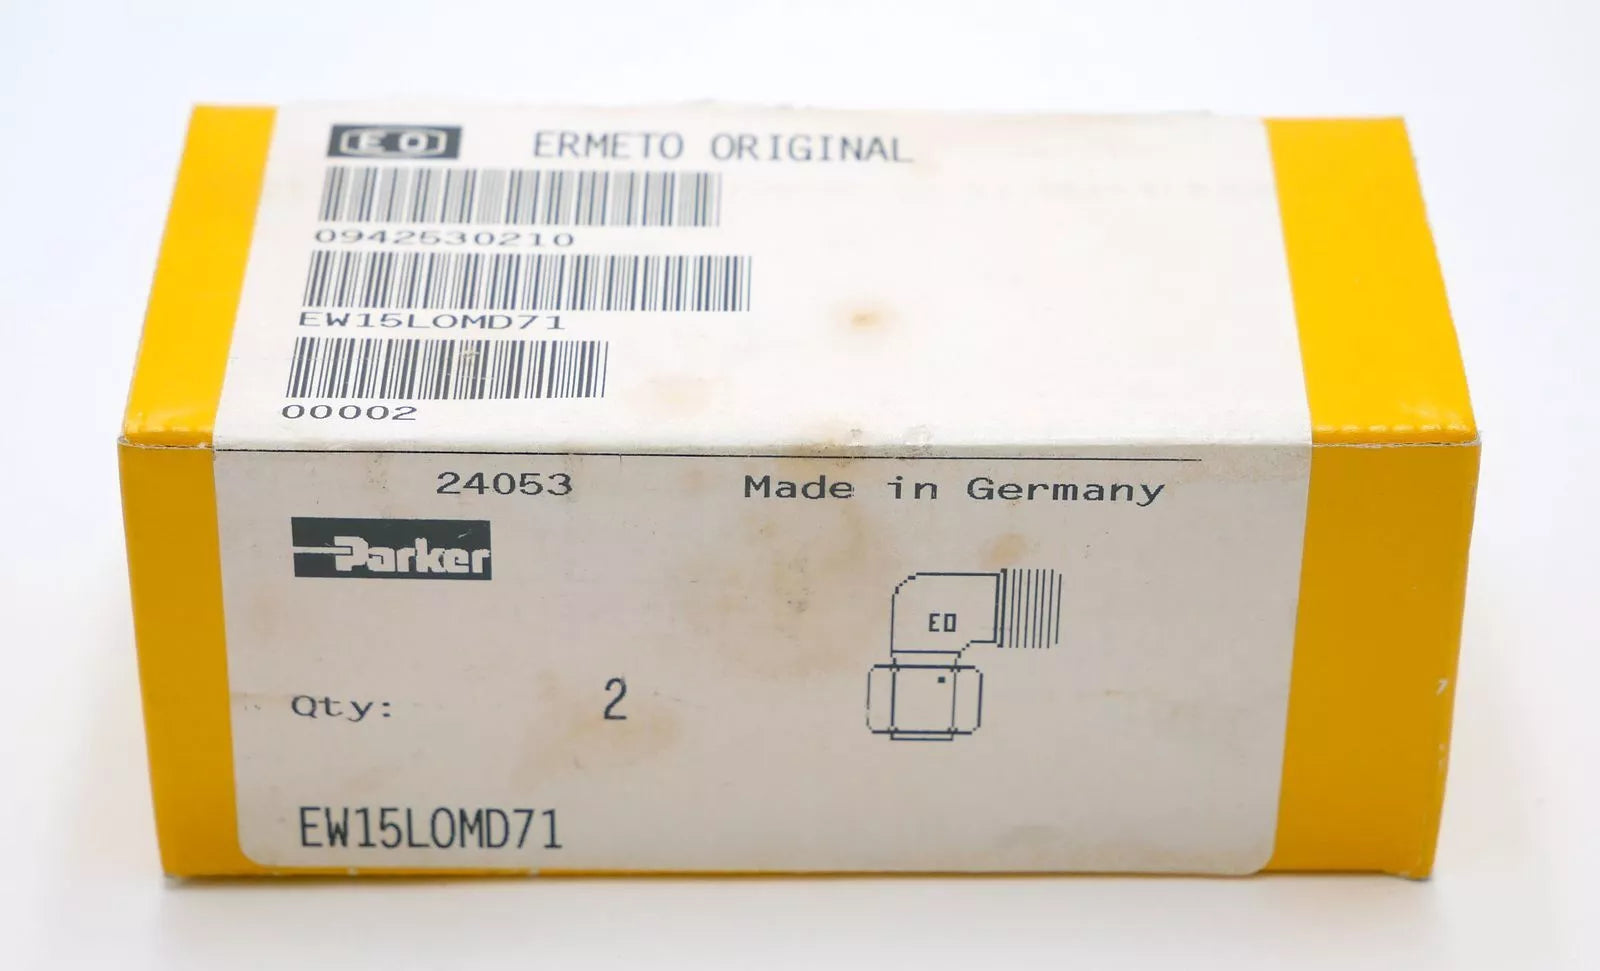 EO ERMETO ORIGINAL
0942530210
EW15LOMD71
00002
24053 Made in Germany
Parker
EO
Qty: 2
EW15LOMD71